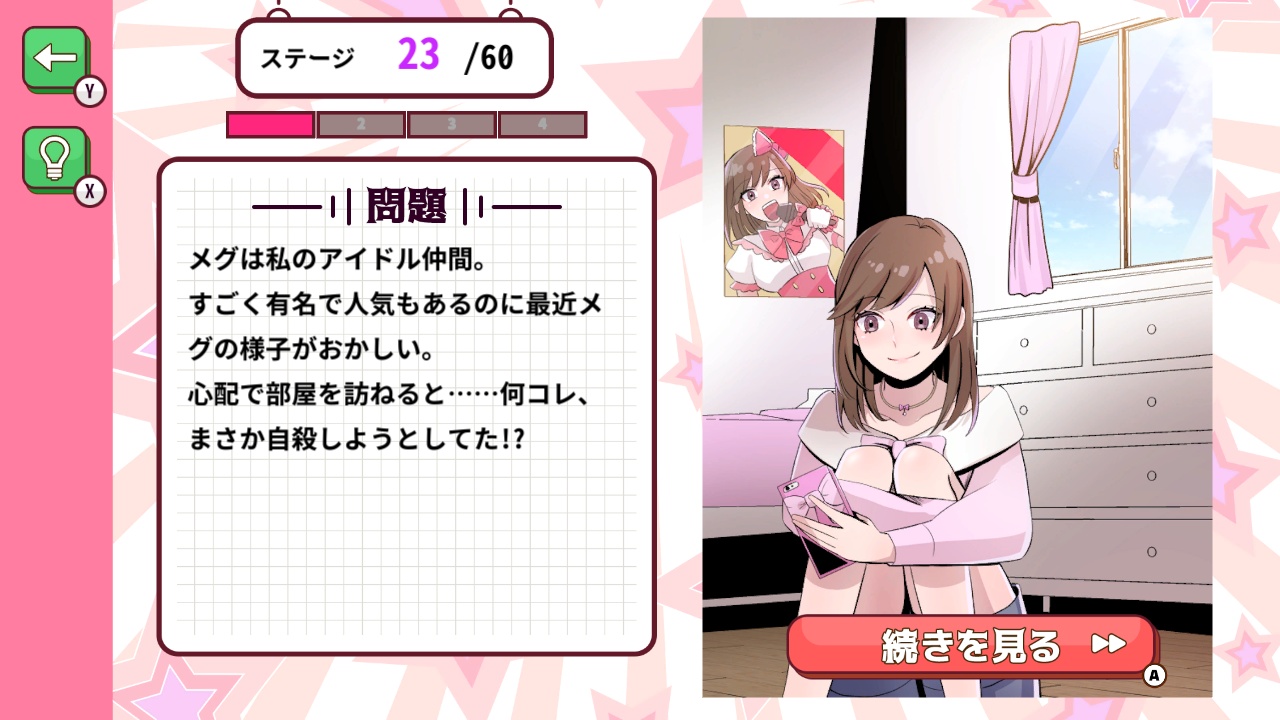 Y
X
ステージ 23 /60
2 3 4
問題
メグは私のアイドル仲間。
すごく有名で人気もあるのに最近メ
グの様子がおかしい。
心配で部屋を訪ねると……何コレ、
まさか自殺しようとしてた!?
続きを見る
A